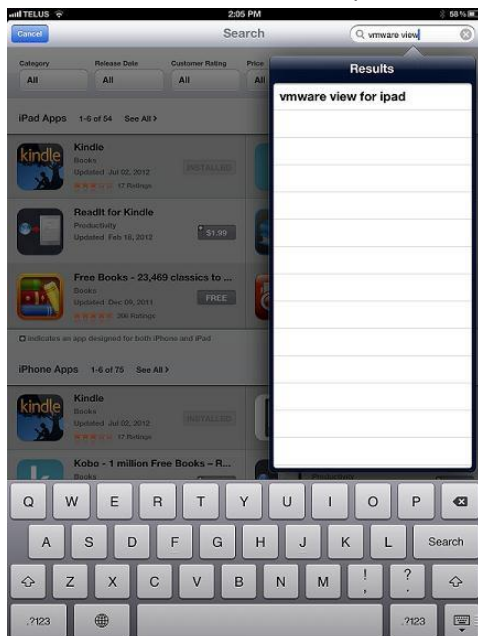 TELUS 2:05 PM 58%
Cancel Search vmware view
Category Release Date Customer Rating Price
All All All All
Results
vmware view for ipad
iPad Apps 1-6 of 54 See All >
Kindle
Books
Updated Jul 02, 2012
17 Ratings
INSTALLED
ReadIt for Kindle
Productivity
Updated Feb 18, 2012
$1.99
Free Books - 23,469 classics to ...
Books
Updated Dec 09, 2011
266 Ratings
FREE
indicates an app designed for both iPhone and iPad
iPhone Apps 1-6 of 75 See All >
Kindle
Books
Updated Jul 02, 2012
17 Ratings
INSTALLED
Kobo - 1 million Free Books – R...
Books
Q W E R T Y U I O P
A S D F G H J K L Search
Z X C V B N M ! , ? .
.?123 .?123